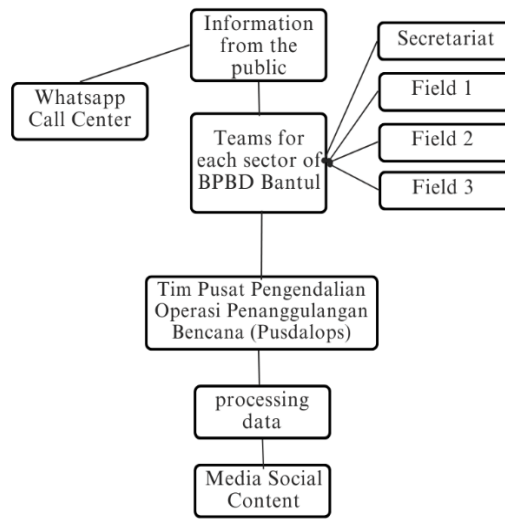 Information
from the
public
Whatsapp
Call Center
Secretariat
Field 1
Field 2
Field 3
Teams for
each sector of
BPBD Bantul
Tim Pusat Pengendalian
Operasi Penanggulangan
Bencana (Pusdalops)
processing
data
Media Social
Content